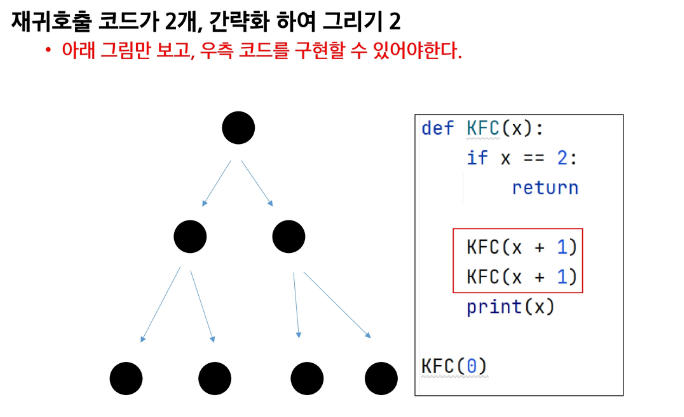 재귀호출 코드가 2개, 간략화 하여 그리기 2
• 아래 그림만 보고, 우측 코드를 구현할 수 있어야한다.
def KFC(x):
if x == 2:
return
KFC(x + 1)
KFC(x + 1)
print(x)
KFC(0)